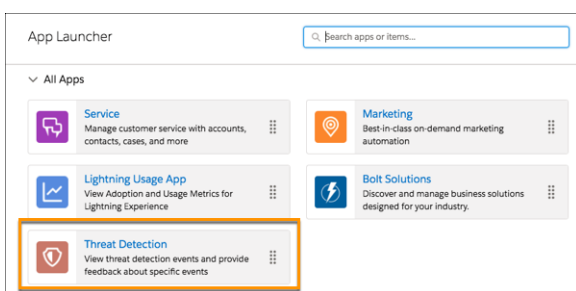 App Launcher
Search apps or items...
All Apps
Service
Manage customer service with accounts,
contacts, cases, and more
Marketing
Best-in-class on-demand marketing
automation
Lightning Usage App
View Adoption and Usage Metrics for
Lightning Experience
Bolt Solutions
Discover and manage business solutions
designed for your industry.
Threat Detection
View threat detection events and provide
feedback about specific events